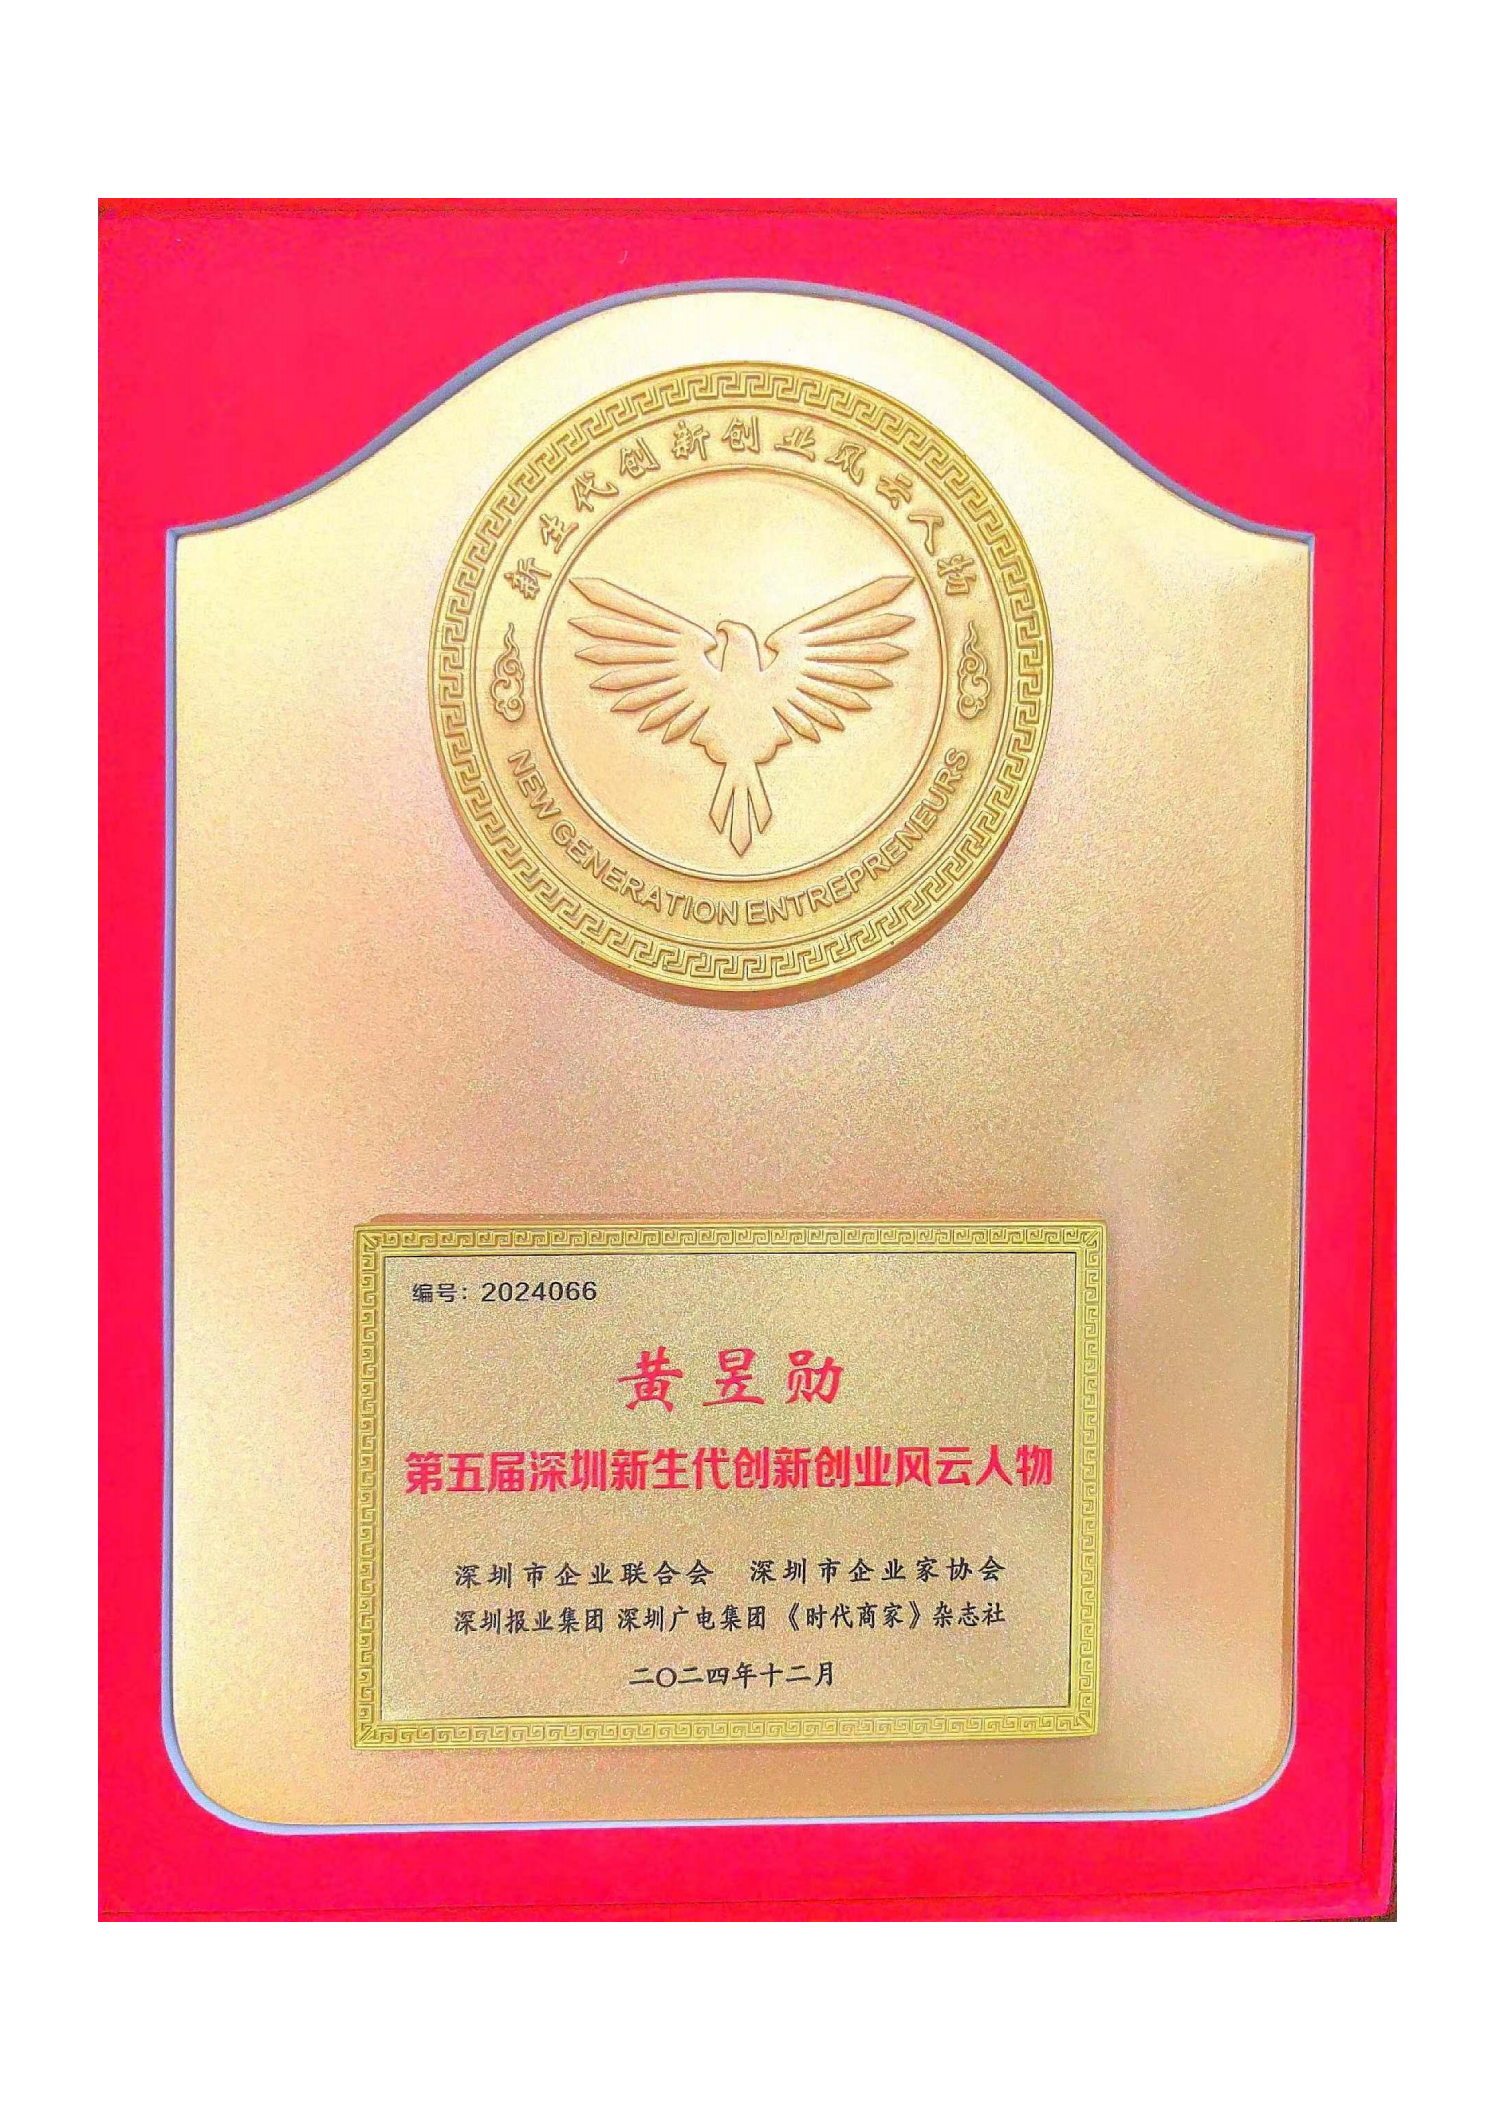 新生代创新创业风云人物
NEW GENERATION ENTREPRENEURS
编号：2024066
黄昱勋
第五届深圳新生代创新创业风云人物
深圳市企业联合会 深圳市企业家协会
深圳报业集团 深圳广电集团《时代商家》杂志社
二〇二四年十二月